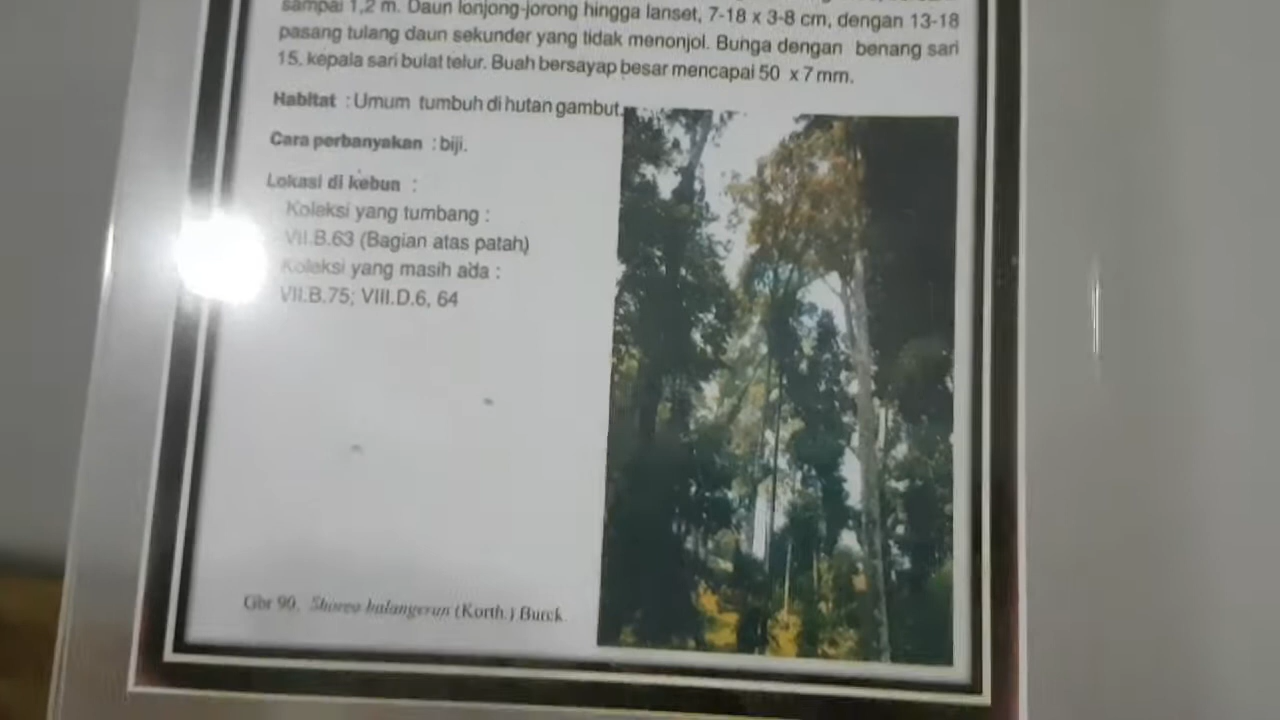 sampai 1,2 m. Daun lonjong-jorong hingga lanset, 7-18 x 3-8 cm, dengan 13-18
pasang tulang daun sekunder yang tidak menonjol. Bunga dengan benang sari
15, kepala sari bulat telur. Buah bersayap besar mencapai 50 x 7 mm.
Habitat : Umum tumbuh di hutan gambut.
Cara perbanyakan : biji.
Lokasi di kebun :
Koleksi yang tumbang :
VII.B.63 (Bagian atas patah)
Koleksi yang masih ada :
VII.B.75; VIII.D.6, 64
Gbr 90. Shorea balangeran (Korth.) Burck